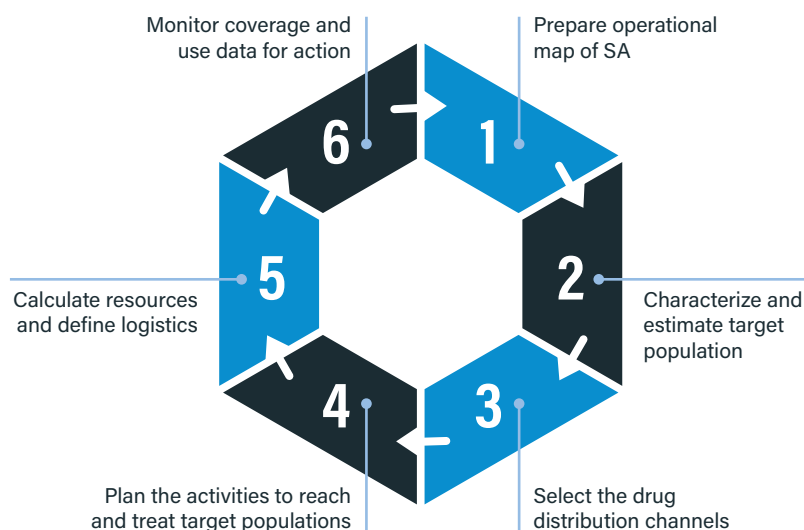 Monitor coverage and
use data for action
Prepare operational
map of SA
6
1
5
2
Calculate resources
and define logistics
Characterize and
estimate target
population
4
3
Plan the activities to reach
and treat target populations
Select the drug
distribution channels